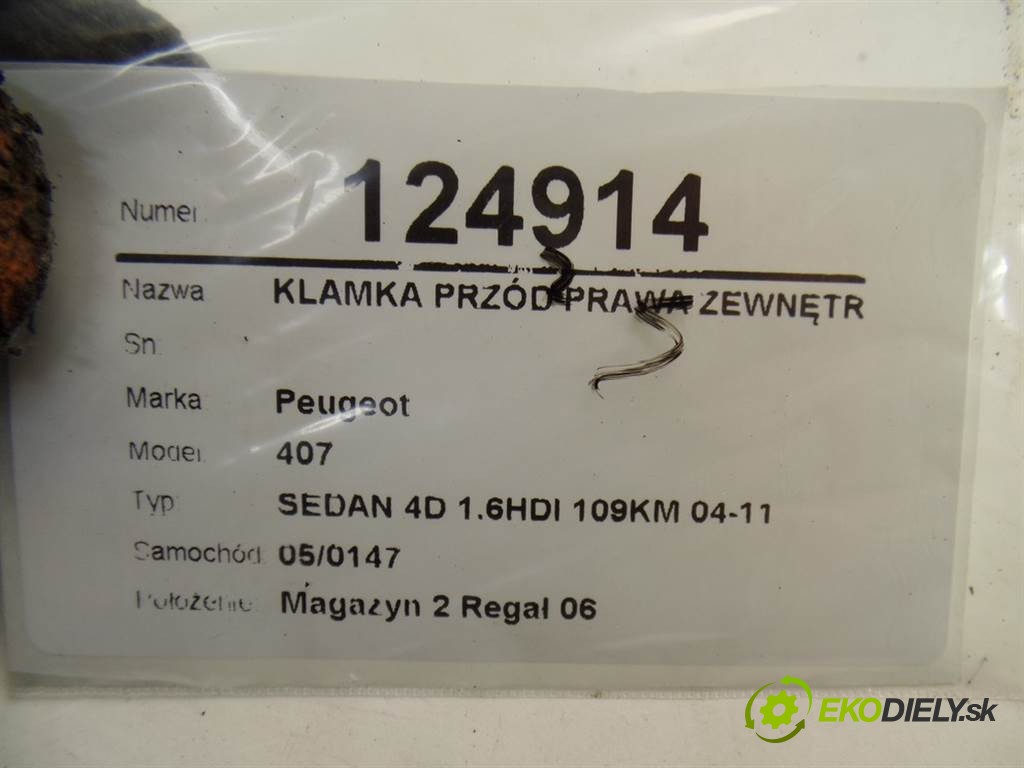 Numer: 124914
Nazwa KLAMKA PRZÓD PRAWA ZEWNĘTR
Sn
Marka Peugeot
Model 407
Typ SEDAN 4D 1.6HDI 109KM 04-11
Samochód 05/0147
Położenie: Magazyn 2 Regał 06
EKODIELY.sk